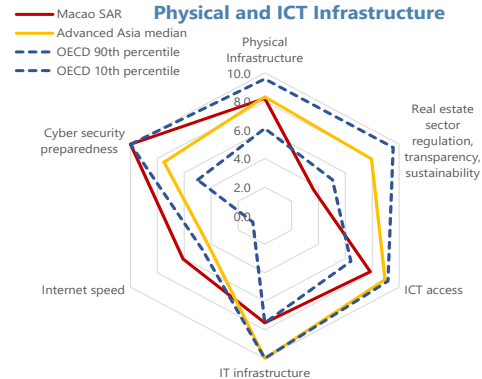 Physical and ICT Infrastructure
Macao SAR
Advanced Asia median
OECD 90th percentile
OECD 10th percentile
Physical
Infrastructure
10.0
8.0
6.0
4.0
2.0
0.0
Real estate
sector
regulation,
transparency,
sustainability
ICT access
IT infrastructure
Internet speed
Cyber security
preparedness